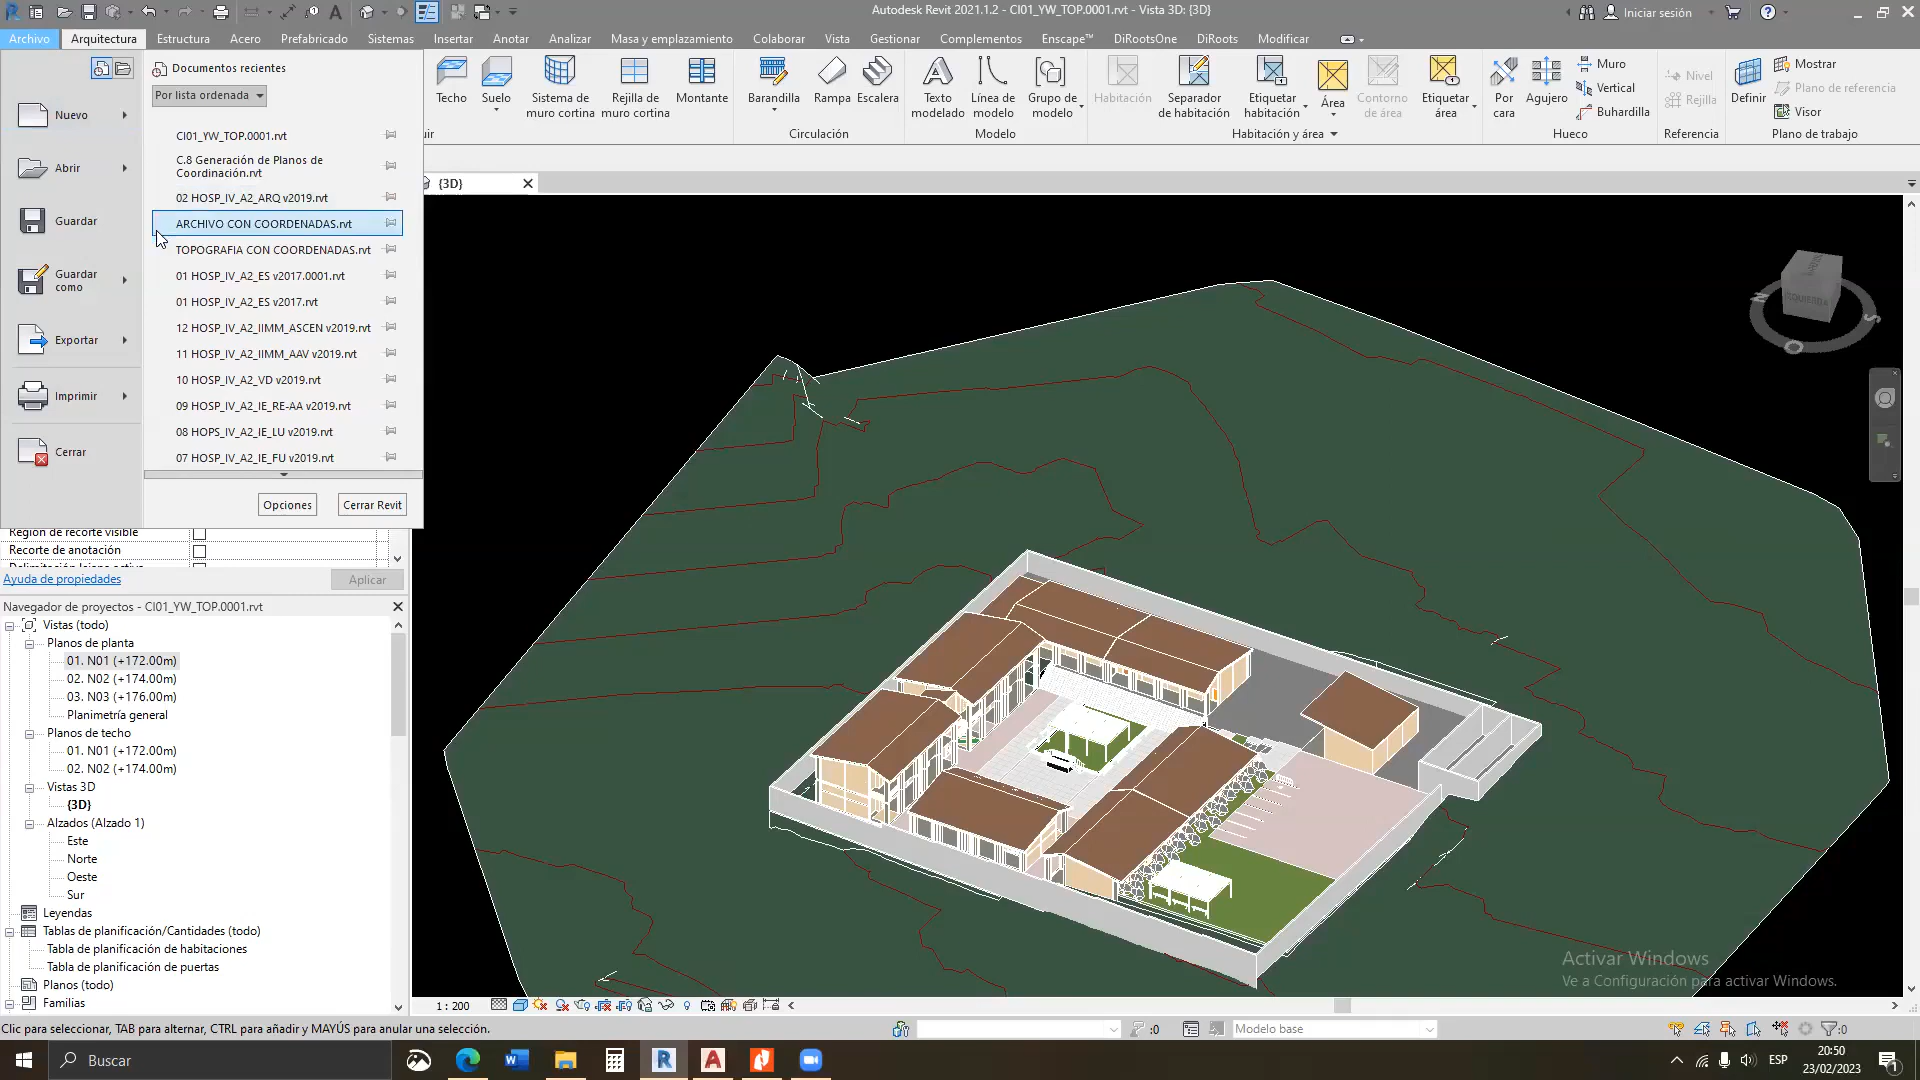 Autodesk Revit 2021.1.2 - CI01_YW_TOP.0001.rvt - Vista 3D: {3D}
Iniciar sesión
Archivo Arquitectura Estructura Acero Prefabricado Sistemas Insertar Anotar Analizar Masa y emplazamiento Colaborar Vista Gestionar Complementos Enscape™ DiRootsOne DiRoots Modificar
Documentos recientes
Por lista ordenada
Nuevo
Abrir
Guardar
Guardar
como
Exportar
Imprimir
Cerrar
CI01_YW_TOP.0001.rvt
C.8 Generación de Planos de
Coordinación.rvt
02 HOSP_IV_A2_ARQ v2019.rvt
ARCHIVO CON COORDENADAS.rvt
TOPOGRAFIA CON COORDENADAS.rvt
01 HOSP_IV_A2_ES v2017.0001.rvt
01 HOSP_IV_A2_ES v2017.rvt
12 HOSP_IV_A2_IIMM_ASCEN v2019.rvt
11 HOSP_IV_A2_IIMM_AAV v2019.rvt
10 HOSP_IV_A2_VD v2019.rvt
09 HOSP_IV_A2_IE_RE-AA v2019.rvt
08 HOPS_IV_A2_IE_LU v2019.rvt
07 HOSP_IV_A2_IE_FU v2019.rvt
Opciones
Cerrar Revit
Techo
Suelo
Sistema de
muro cortina
Rejilla de
muro cortina
Montante
uir
Barandilla
Rampa
Escalera
Circulación
Texto
modelado
Línea de
modelo
Grupo de
modelo
Modelo
Habitación
Separador
de habitación
Etiquetar
habitación
Área
Contorno
de área
Etiquetar
área
Habitación y área
Por
cara
Agujero
Muro
Vertical
Buhardilla
Hueco
Nivel
Rejilla
Referencia
Definir
Mostrar
Plano de referencia
Visor
Plano de trabajo
{3D}
IZQUIERDA
N
S
O
Región de recorte visible
Recorte de anotación
Ayuda de propiedades
Aplicar
Navegador de proyectos - CI01_YW_TOP.0001.rvt
Vistas (todo)
Planos de planta
01. N01 (+172.00m)
02. N02 (+174.00m)
03. N03 (+176.00m)
Planimetría general
Planos de techo
01. N01 (+172.00m)
02. N02 (+174.00m)
Vistas 3D
{3D}
Alzados (Alzado 1)
Este
Norte
Oeste
Sur
Leyendas
Tablas de planificación/Cantidades (todo)
Tabla de planificación de habitaciones
Tabla de planificación de puertas
Planos (todo)
Familias
Activar Windows
Ve a Configuración para activar Windows.
1 : 200
Clic para seleccionar, TAB para alternar, CTRL para añadir y MAYÚS para anular una selección.
:0
Modelo base
:0
Buscar
ESP
20:50
23/02/2023
1